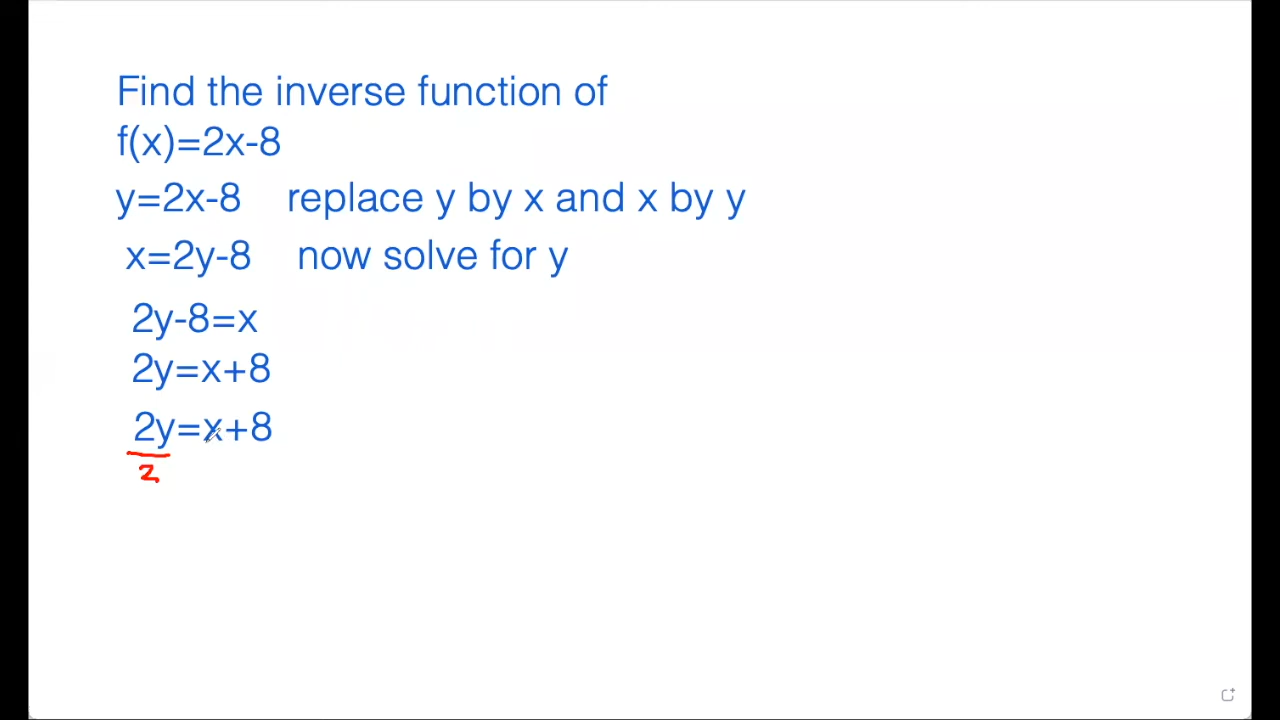 Find the inverse function of
f(x)=2x-8
y=2x-8 replace y by x and x by y
x=2y-8 now solve for y
2y-8=x
2y=x+8
2y=x+8
2